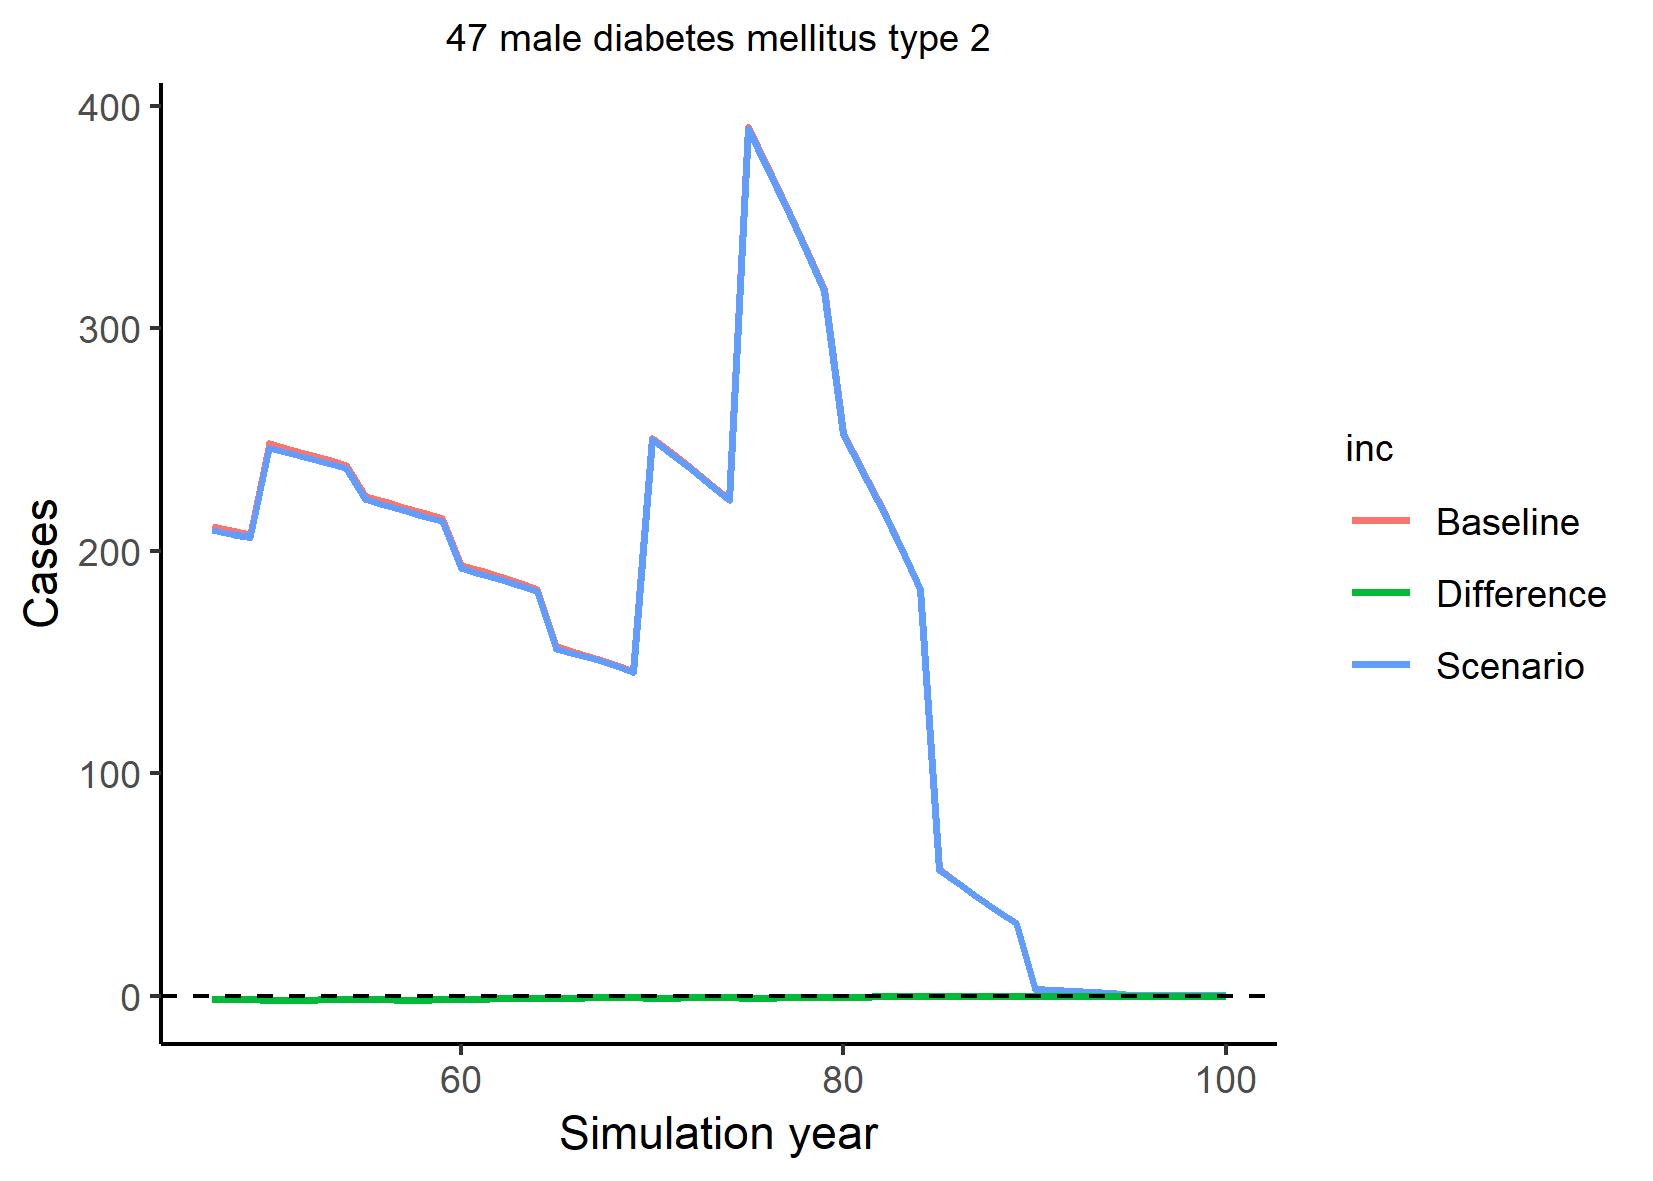 47 male diabetes mellitus type 2
400
300
200
100
0
Cases
60 80 100
Simulation year
inc
Baseline
Difference
Scenario